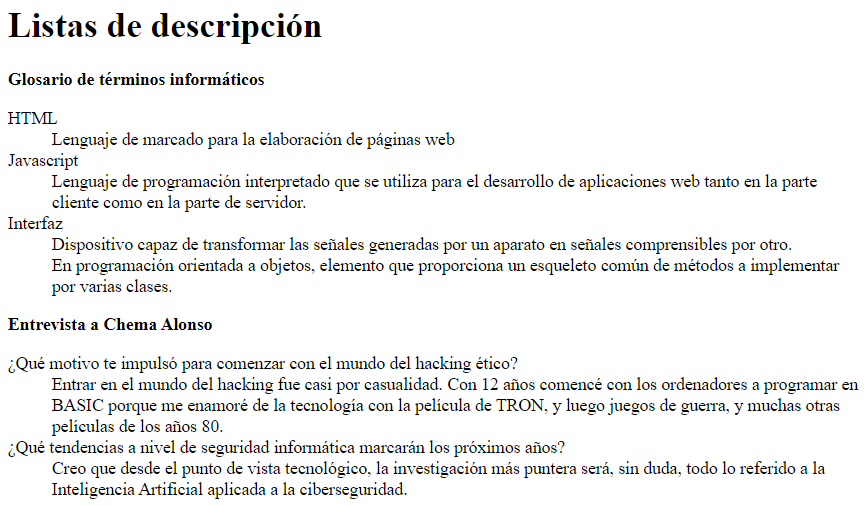 Listas de descripción
Glosario de términos informáticos
HTML
Lenguaje de marcado para la elaboración de páginas web
Javascript
Lenguaje de programación interpretado que se utiliza para el desarrollo de aplicaciones web tanto en la parte
cliente como en la parte de servidor.
Interfaz
Dispositivo capaz de transformar las señales generadas por un aparato en señales comprensibles por otro.
En programación orientada a objetos, elemento que proporciona un esqueleto común de métodos a implementar
por varias clases.
Entrevista a Chema Alonso
¿Qué motivo te impulsó para comenzar con el mundo del hacking ético?
Entrar en el mundo del hacking fue casi por casualidad. Con 12 años comencé con los ordenadores a programar en
BASIC porque me enamoré de la tecnología con la película de TRON, y luego juegos de guerra, y muchas otras
películas de los años 80.
¿Qué tendencias a nivel de seguridad informática marcarán los próximos años?
Creo que desde el punto de vista tecnológico, la investigación más puntera será, sin duda, todo lo referido a la
Inteligencia Artificial aplicada a la ciberseguridad.